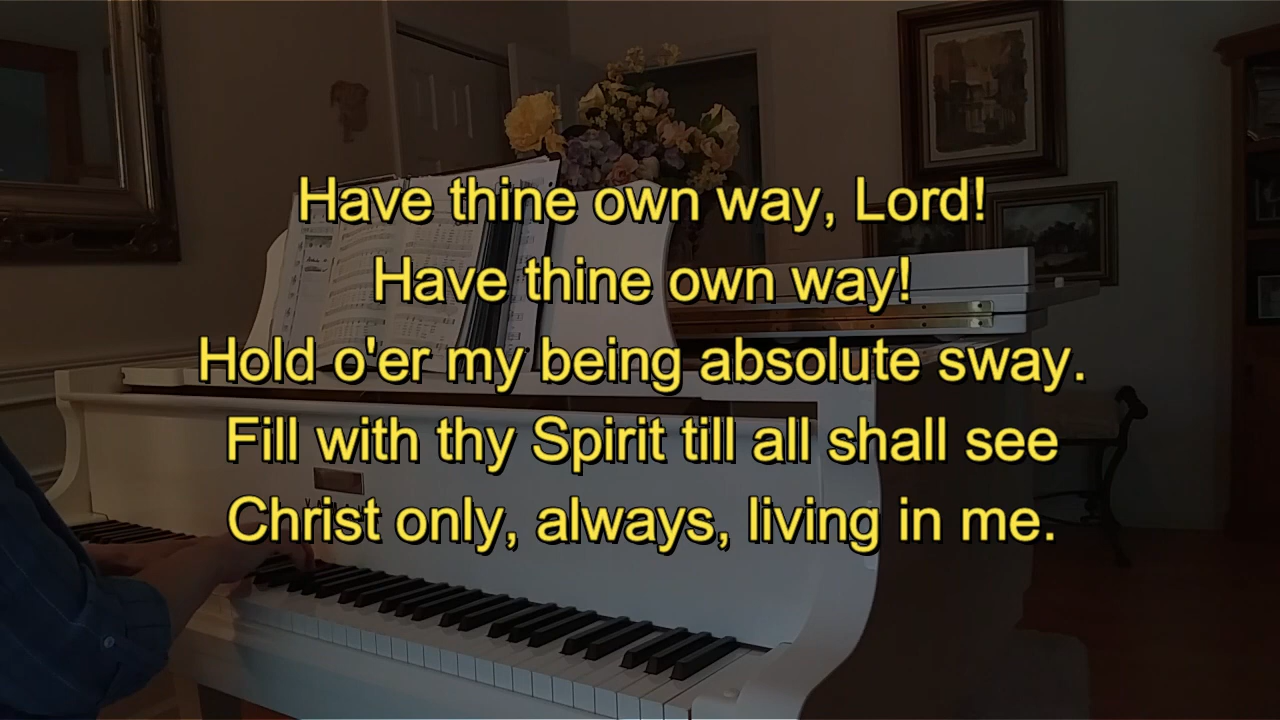 Have thine own way, Lord!
Have thine own way!
Hold o'er my being absolute sway.
Fill with thy Spirit till all shall see
Christ only, always, living in me.